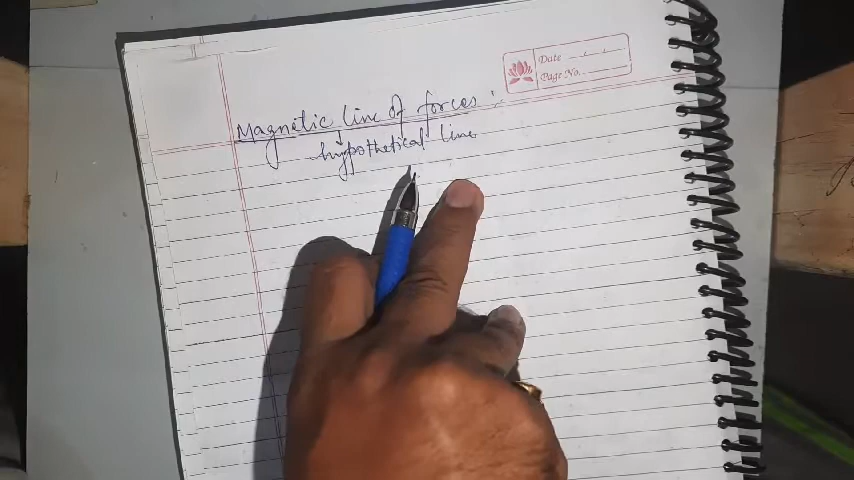 Date
Page No.
Magnetic line of forces :
hypothetical line